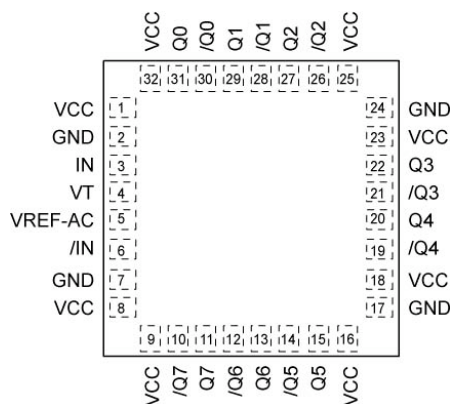 VCC Q0 /Q0 Q1 /Q1 Q2 /Q2 VCC
32 31 30 29 28 27 26 25
VCC 1 24 GND
GND 2 23 VCC
IN 3 22 Q3
VT 4 21 /Q3
VREF-AC 5 20 Q4
/IN 6 19 /Q4
GND 7 18 VCC
VCC 8 17 GND
9 10 11 12 13 14 15 16
VCC /Q7 Q7 /Q6 Q6 /Q5 Q5 VCC